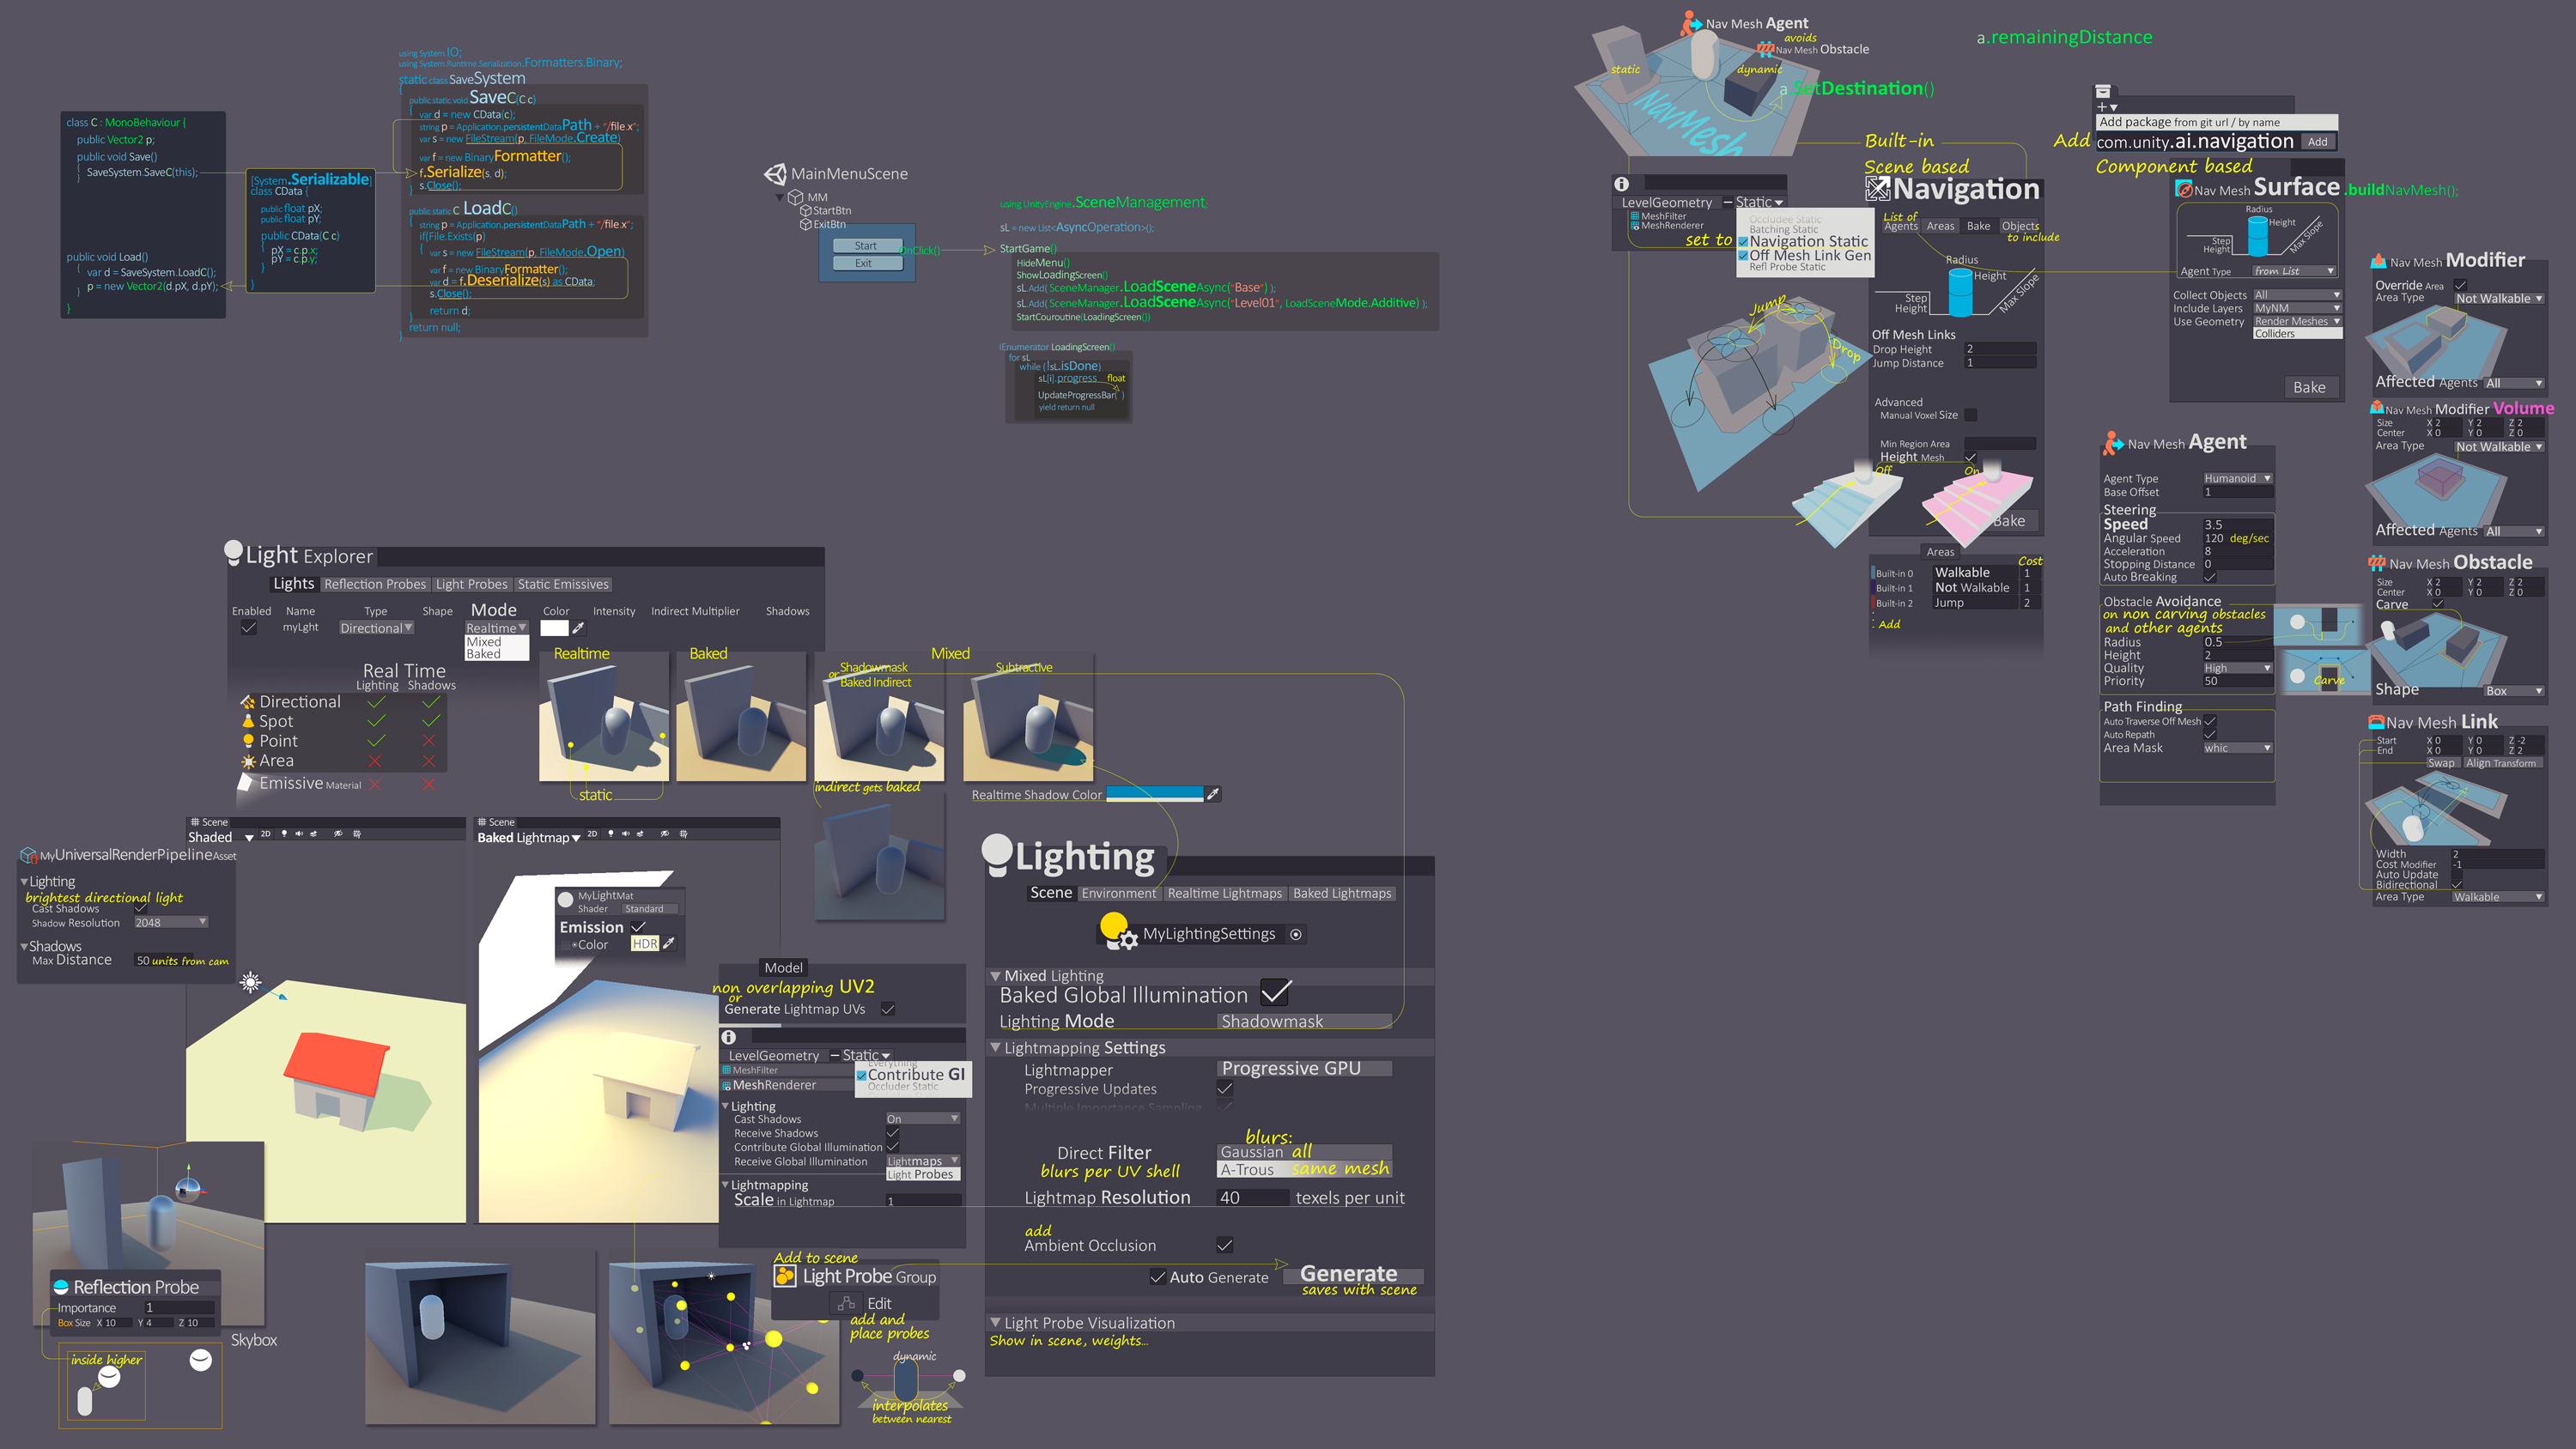 using System.IO;
using System.Runtime.Serialization.Formatters.Binary;
static class SaveSystem
{
public static void SaveC(C c)
{
var d = new CData(c);
string p = Application.persistentDataPath + "/file.x";
var s = new FileStream(p, FileMode.Create)
var f = new BinaryFormatter();
f.Serialize(s, d);
s.Close();
}
public static C LoadC()
{
string p = Application.persistentDataPath + "/file.x";
if(File.Exists(p)
{ var s = new FileStream(p, FileMode.Open)
var f = new BinaryFormatter();
var d = f.Deserialize(s) as CData;
s.Close();
return d;
}
return null;
}
class C : MonoBehaviour {
public Vector2 p;
public void Save()
{
SaveSystem.SaveC(this);
}
public void Load()
{
var d = SaveSystem.LoadC();
p = new Vector2(d.pX, d.pY);
}
}
[System.Serializable]
class CData {
public float pX;
public float pY;
public CData(C c)
{
pX = c.p.x;
pY = c.p.y;
}
}
MainMenuScene
MM
StartBtn
ExitBtn
Start
Exit
OnClick()
using UnityEngine.SceneManagement;
sL = new List<AsyncOperation>();
StartGame()
HideMenu()
ShowLoadingScreen()
sL.Add( SceneManager.LoadSceneAsync("Base") );
sL.Add( SceneManager.LoadSceneAsync("Level01", LoadSceneMode.Additive) );
StartCouroutine(LoadingScreen())
IEnumerator LoadingScreen()
for sL
while (!sL.isDone)
sL[i].progress float
UpdateProgressBar( )
yield return null
Nav Mesh Agent
avoids
Nav Mesh Obstacle
static
dynamic
NavMesh
a.SetDestination()
a.remainingDistance
Built-in
Scene based
Navigation
LevelGeometry Static
MeshFilter
MeshRenderer
set to
Occludee Static
Batching Static
Navigation Static
Off Mesh Link Gen
Refl Probe Static
List of
Agents Areas Bake Objects
to include
Radius
Height
Step
Height
Max Slope
Jump
Drop
Off Mesh Links
Drop Height 2
Jump Distance 1
Advanced
Manual Voxel Size
Min Region Area
Height Mesh
Off
On
Bake
Areas
Cost
Built-in 0 Walkable 1
Built-in 1 Not Walkable 1
Built-in 2 Jump 2
Add
Add package from git url / by name
Add com.unity.ai.navigation Add
Component based
Nav Mesh Surface .buildNavMesh();
Radius
Height
Step
Height
Max Slope
Agent Type from List
Collect Objects All
Include Layers MyNM
Use Geometry Render Meshes
Colliders
Bake
Nav Mesh Modifier
Override Area
Area Type Not Walkable
Affected Agents All
Nav Mesh Modifier Volume
Size X 2 Y 2 Z 2
Center X 0 Y 0 Z 0
Area Type Not Walkable
Affected Agents All
Nav Mesh Obstacle
Size X 2 Y 2 Z 2
Center X 0 Y 0 Z 0
Carve
Shape Box
Nav Mesh Link
Start X 0 Y 0 Z -2
End X 0 Y 0 Z 2
Swap Align Transform
Width 2
Cost Modifier -1
Auto Update
Bidirectional
Area Type Walkable
Nav Mesh Agent
Agent Type Humanoid
Base Offset 1
Steering
Speed 3.5
Angular Speed 120 deg/sec
Acceleration 8
Stopping Distance 0
Auto Breaking
Obstacle Avoidance
on non carving obstacles
and other agents
Radius 0.5
Height 2
Quality High
Priority 50
Carve
Path Finding
Auto Traverse Off Mesh
Auto Repath
Area Mask whic
Light Explorer
Lights Reflection Probes Light Probes Static Emissives
Enabled Name Type Shape Mode Color Intensity Indirect Multiplier Shadows
myLght Directional Realtime
Mixed
Baked
Real Time
Lighting Shadows
Directional
Spot
Point
Area
Emissive Material
Realtime
Baked
Mixed
Shadowmask
or
Baked Indirect
Subtractive
static
indirect gets baked
Realtime Shadow Color
Scene
Shaded 2D
Scene
Baked Lightmap 2D
MyUniversalRenderPipelineAsset
Lighting
brightest directional light
Cast Shadows
Shadow Resolution 2048
Shadows
Max Distance 50 units from cam
MyLightMat
Shader Standard
Emission
Color HDR
Model
non overlapping UV2
or
Generate Lightmap UVs
LevelGeometry Static
MeshFilter
MeshRenderer
Everything
Contribute GI
Occluder Static
Lighting
Cast Shadows On
Receive Shadows
Contribute Global Illumination
Receive Global Illumination Lightmaps
Light Probes
Lightmapping
Scale in Lightmap 1
Lighting
Scene Environment Realtime Lightmaps Baked Lightmaps
MyLightingSettings
Mixed Lighting
Baked Global Illumination
Lighting Mode Shadowmask
Lightmapping Settings
Lightmapper Progressive GPU
Progressive Updates
Multiple Importance Sampling
blurs:
Direct Filter Gaussian all
blurs per UV shell A-Trous same mesh
Lightmap Resolution 40 texels per unit
add
Ambient Occlusion
Auto Generate Generate
saves with scene
Light Probe Visualization
Show in scene, weights...
Reflection Probe
Importance 1
Box Size X 10 Y 4 Z 10
Skybox
inside higher
Add to scene
Light Probe Group
Edit
add and
place probes
dynamic
interpolates
between nearest